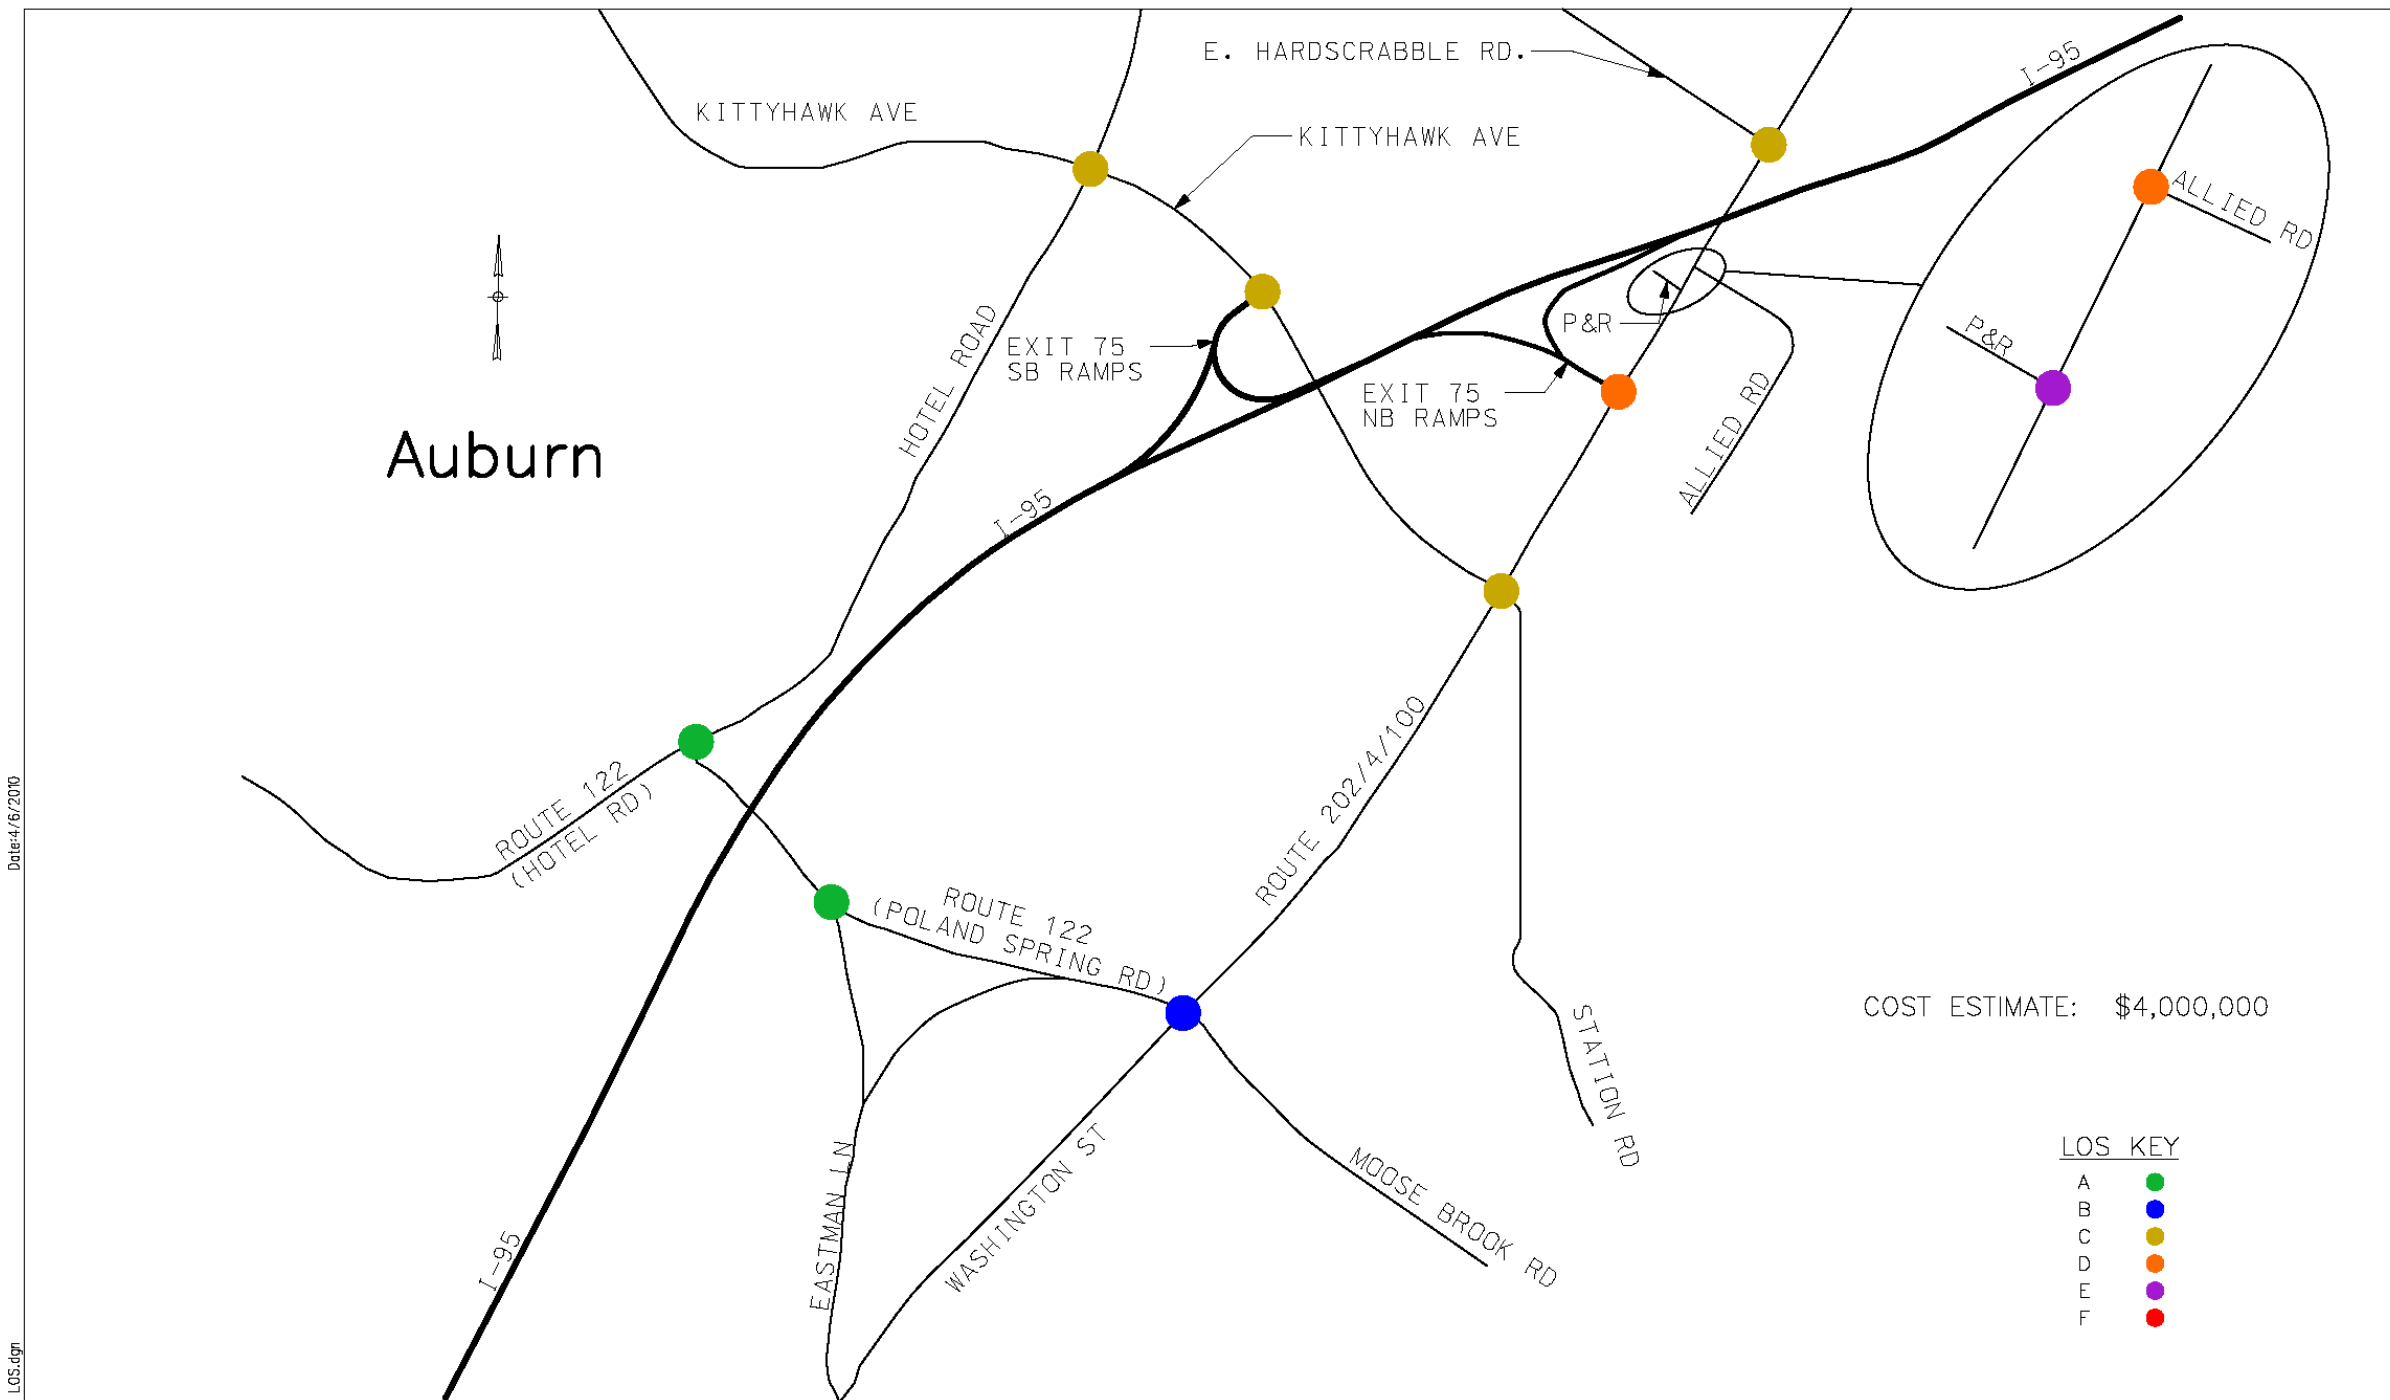 E. HARDSCRABBLE RD.
I-95
KITTYHAWK AVE
KITTYHAWK AVE
ALLIED RD
P&R
P&R
HOTEL ROAD
EXIT 75
SB RAMPS
EXIT 75
NB RAMPS
ALLIED RD
Auburn
I-95
ROUTE 202/4/100
ROUTE 122
(HOTEL RD)
Date:4/6/2010
ROUTE 122
(POLAND SPRING RD)
COST ESTIMATE: $4,000,000
STATION RD
EASTMAN LN
WASHINGTON ST
MOOSE BROOK RD
I-95
LOS KEY
A
B
C
D
E
F
LOS.dgn